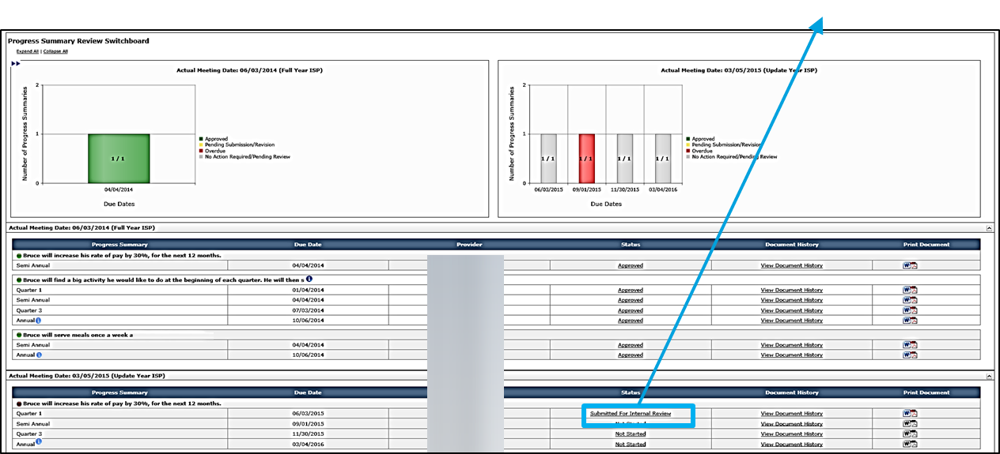 Progress Summary Review Switchboard
Expand All | Collapse All
Actual Meeting Date: 06/03/2014 (Full Year ISP)
Number of Progress Summaries
2
1
0
1 / 1
04/04/2014
Due Dates
Approved
Pending Submission/Revision
Overdue
No Action Required/Pending Review
Actual Meeting Date: 03/05/2015 (Update Year ISP)
Number of Progress Summaries
2
1
0
1 / 1 1 / 1 1 / 1 1 / 1
06/03/2015 09/01/2015 11/30/2015 03/04/2016
Due Dates
Approved
Pending Submission/Revision
Overdue
No Action Required/Pending Review
Actual Meeting Date: 06/03/2014 (Full Year ISP)
Progress Summary Due Date Provider Status Document History Print Document
Bruce will increase his rate of pay by 30%, for the next 12 months.
Semi Annual 04/04/2014 Approved View Document History
Bruce will find a big activity he would like to do at the beginning of each quarter. He will then s
Quarter 1 01/04/2014 Approved View Document History
Semi Annual 04/04/2014 Approved View Document History
Quarter 3 07/03/2014 Approved View Document History
Annual 10/06/2014 Approved View Document History
Bruce will serve meals once a week a
Semi Annual 04/04/2014 Approved View Document History
Annual 10/06/2014 Approved View Document History
Actual Meeting Date: 03/05/2015 (Update Year ISP)
Progress Summary Due Date Status Document History Print Document
Bruce will increase his rate of pay by 30%, for the next 12 months.
Quarter 1 06/03/2015 Submitted For Internal Review View Document History
Semi Annual 09/01/2015 Not Started View Document History
Quarter 3 11/30/2015 Not Started View Document History
Annual 03/04/2016 Not Started View Document History